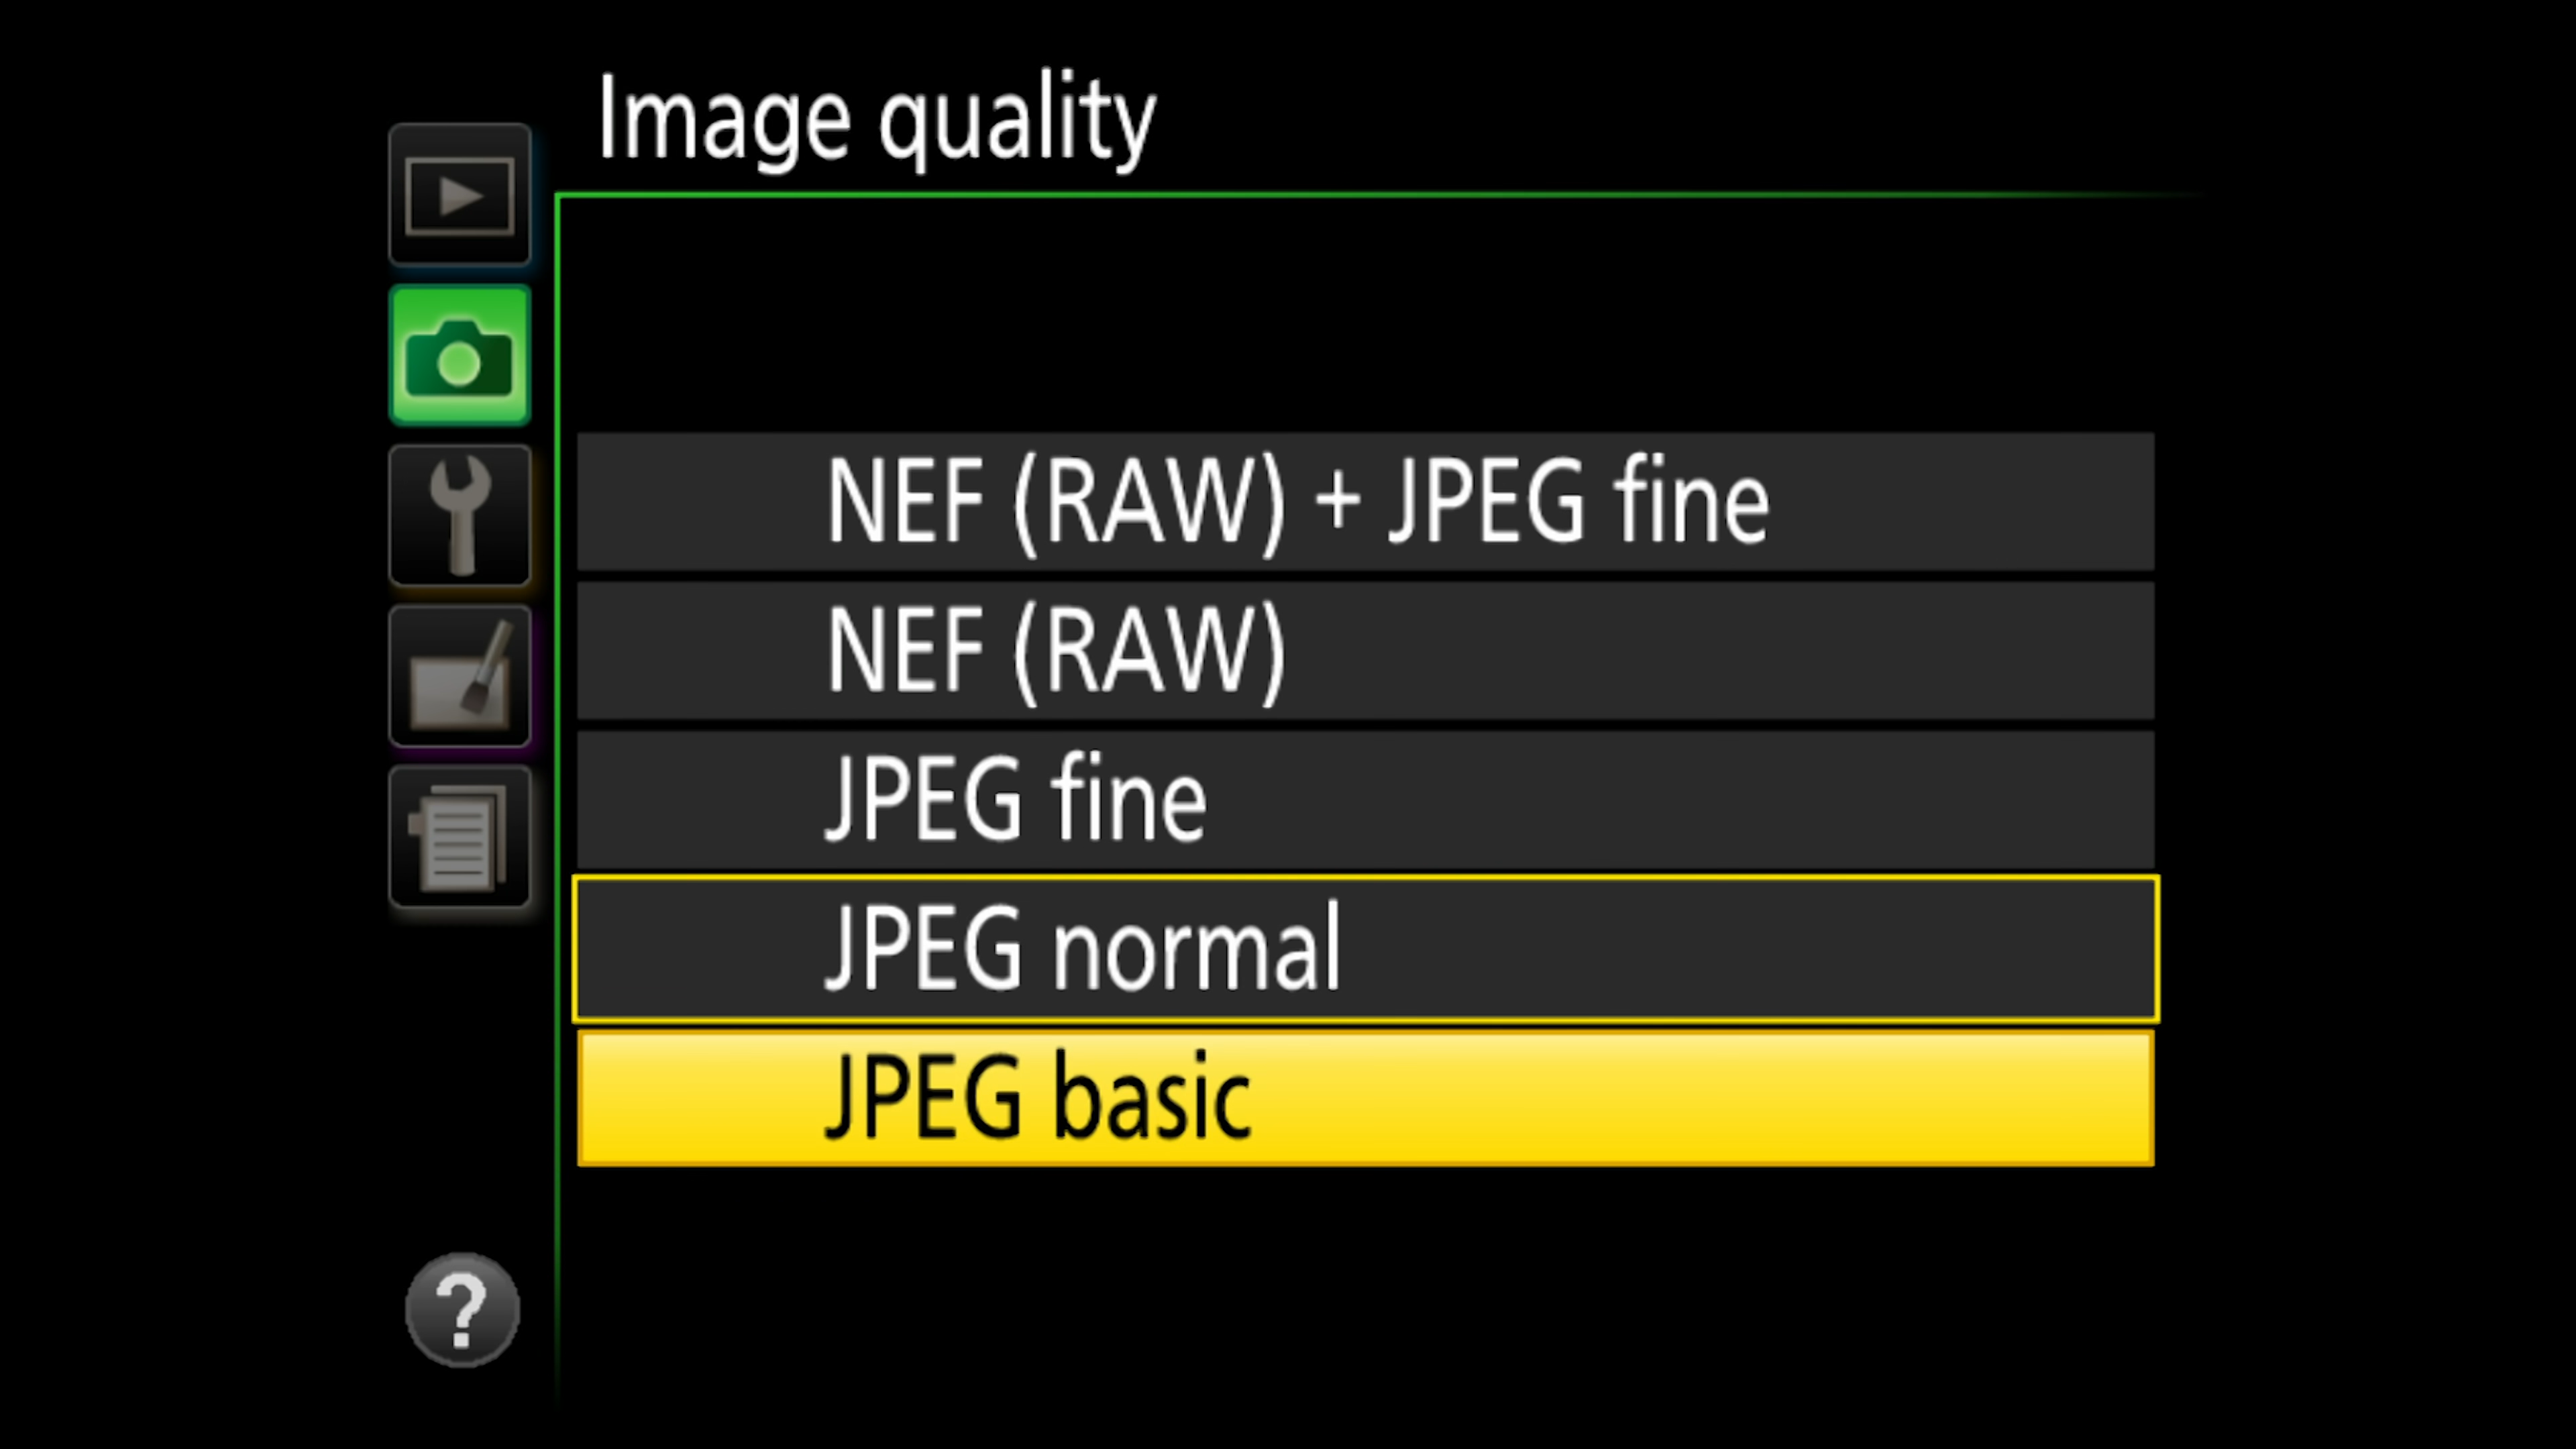 Image quality
NEF (RAW) + JPEG fine
NEF (RAW)
JPEG fine
JPEG normal
JPEG basic
?